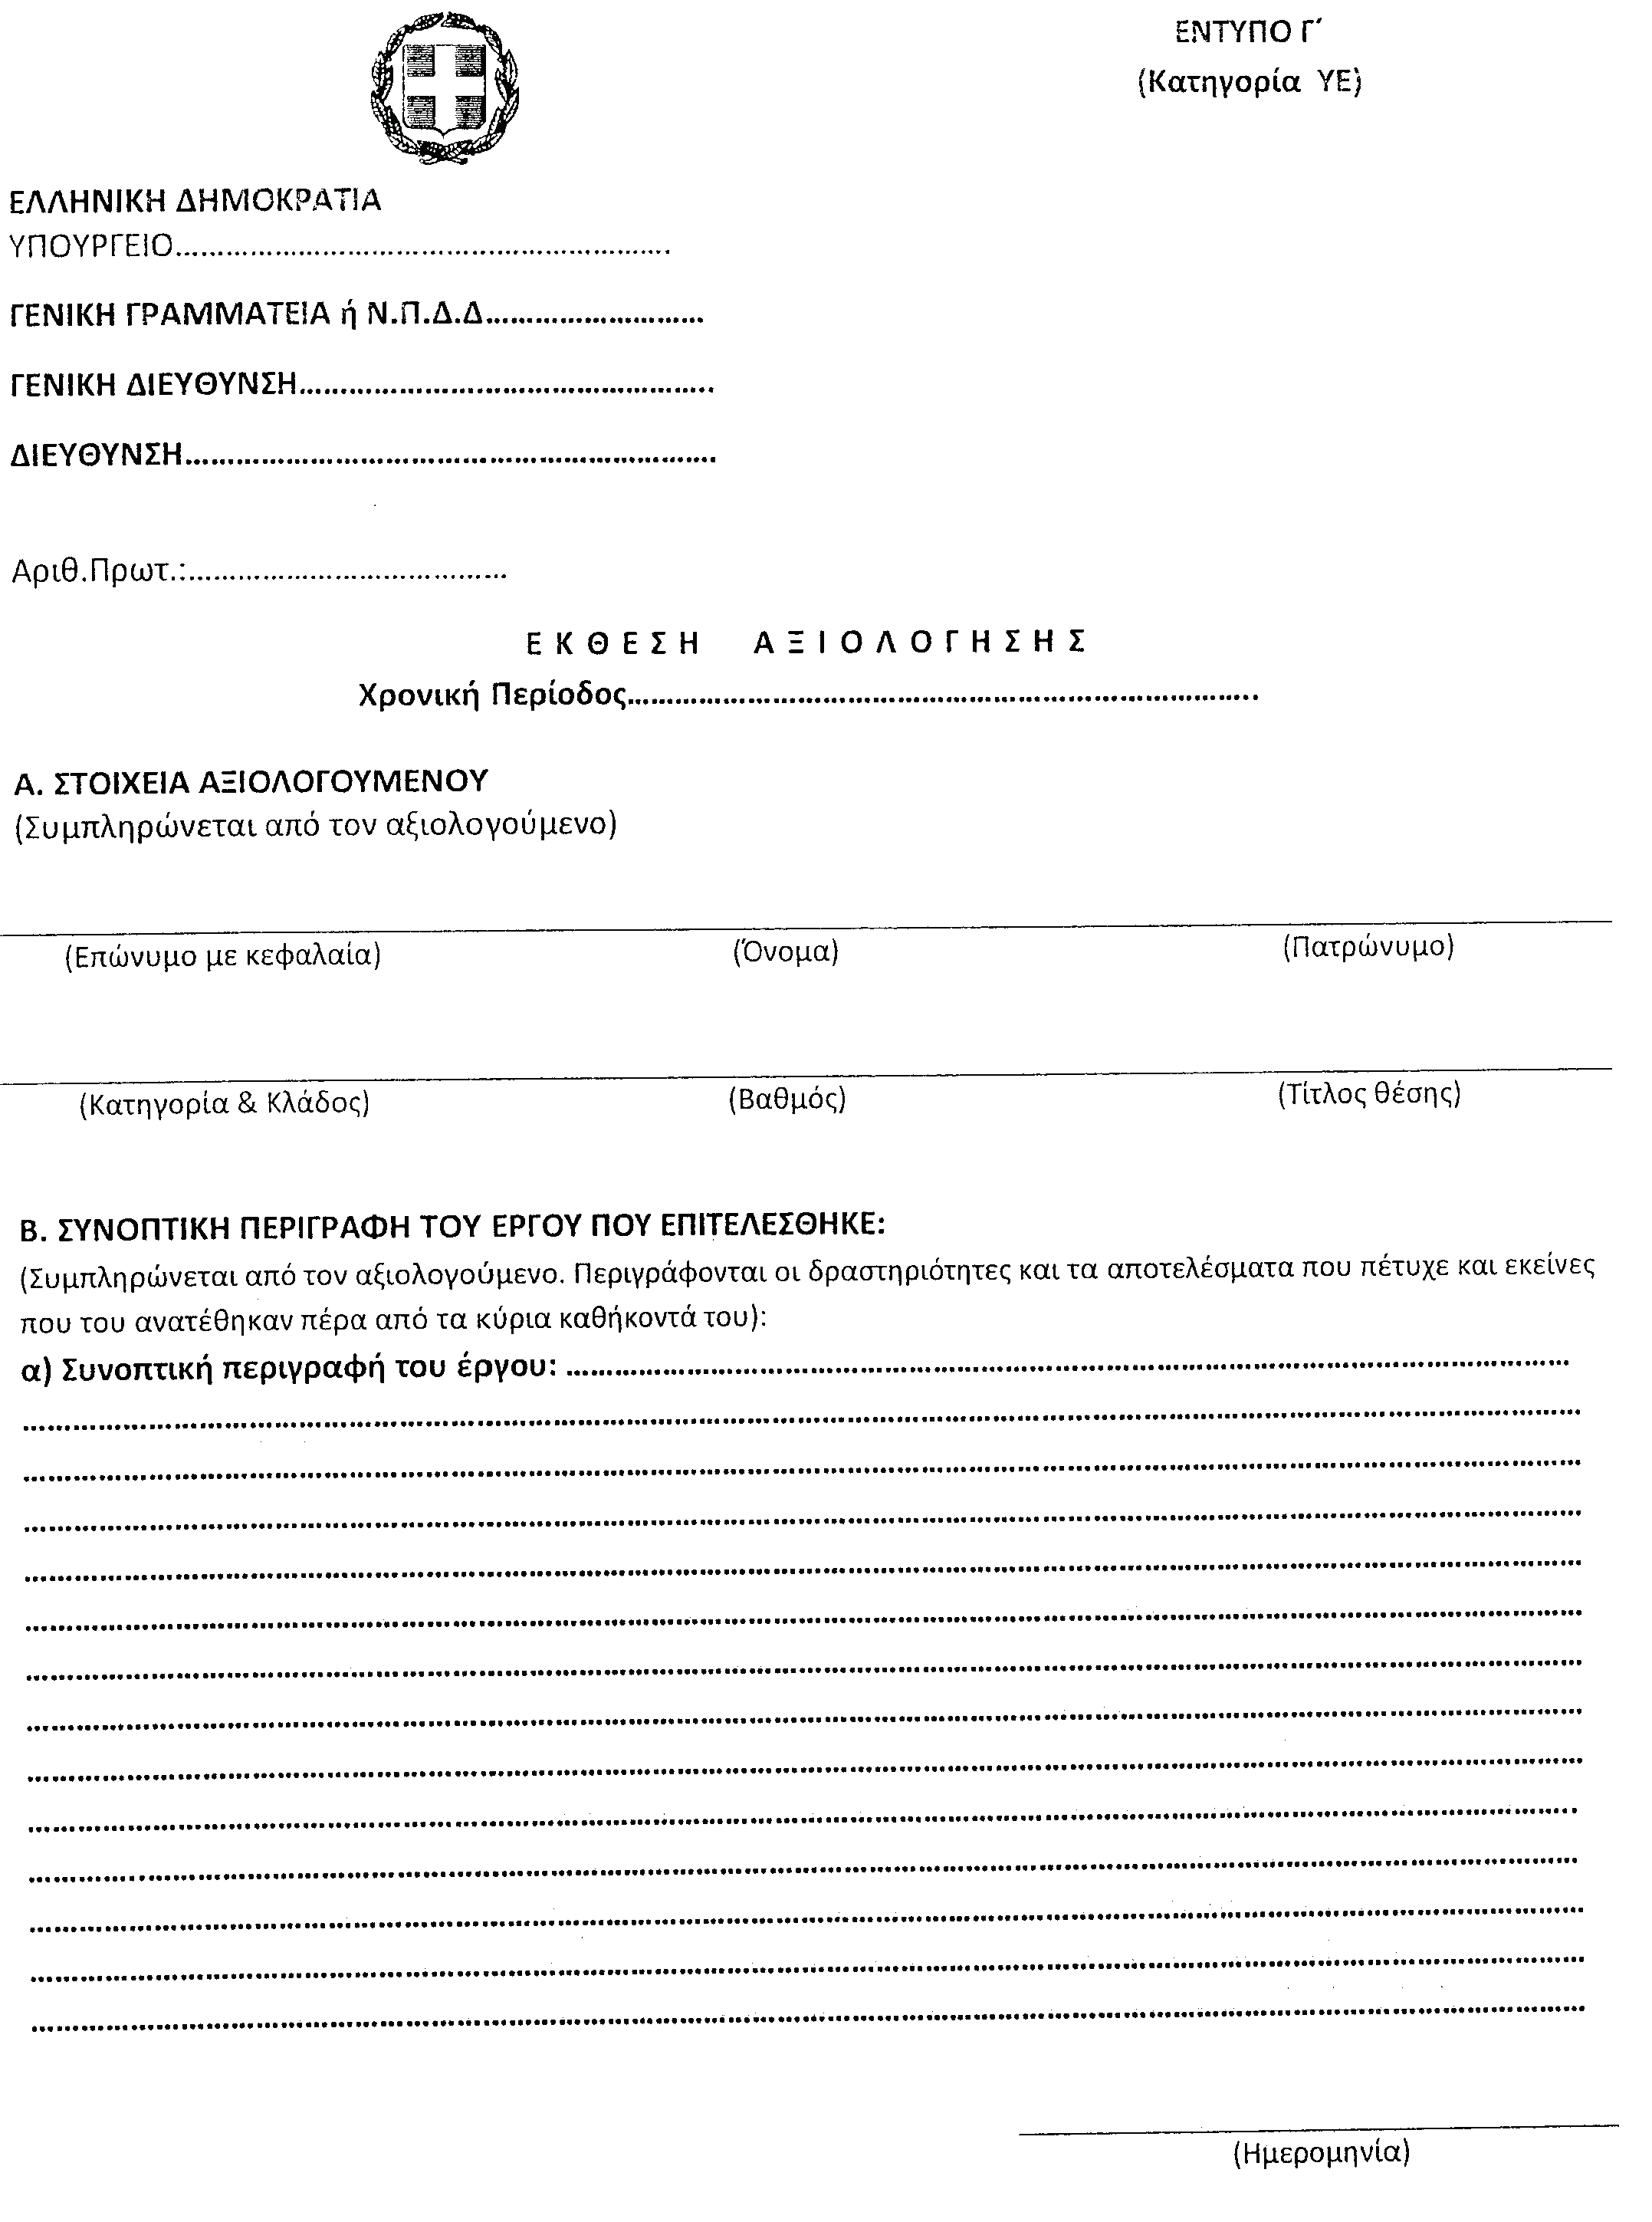 ΕΝΤΥΠΟ Γ΄
(Κατηγορία ΥΕ)
ΕΛΛΗΝΙΚΗ ΔΗΜΟΚΡΑΤΙΑ
ΥΠΟΥΡΓΕΙΟ...........................................................
ΓΕΝΙΚΗ ΓΡΑΜΜΑΤΕΙΑ ή Ν.Π.Δ.Δ..........................
ΓΕΝΙΚΗ ΔΙΕΥΘΥΝΣΗ..................................................
ΔΙΕΥΘΥΝΣΗ................................................................
Αριθ.Πρωτ.:......................................
ΕΚΘΕΣΗ ΑΞΙΟΛΟΓΗΣΗΣ
Χρονική Περίοδος............................................................................
Α. ΣΤΟΙΧΕΙΑ ΑΞΙΟΛΟΓΟΥΜΕΝΟΥ
(Συμπληρώνεται από τον αξιολογούμενο)
(Επώνυμο με κεφαλαία) (Όνομα) (Πατρώνυμο)
(Κατηγορία & Κλάδος) (Βαθμός) (Τίτλος θέσης)
Β. ΣΥΝΟΠΤΙΚΗ ΠΕΡΙΓΡΑΦΗ ΤΟΥ ΕΡΓΟΥ ΠΟΥ ΕΠΙΤΕΛΕΣΘΗΚΕ:
(Συμπληρώνεται από τον αξιολογούμενο. Περιγράφονται οι δραστηριότητες και τα αποτελέσματα που πέτυχε και εκείνες
που του ανατέθηκαν πέρα από τα κύρια καθήκοντά του):
α) Συνοπτική περιγραφή του έργου: ........................................................................................................................
(Ημερομηνία)